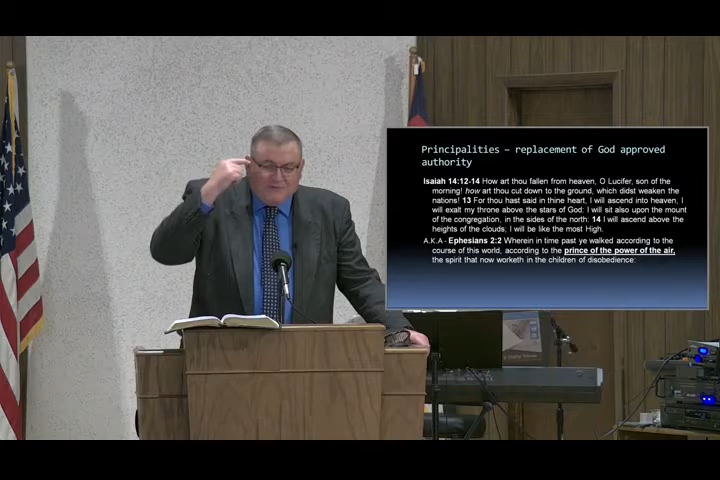 Principalities – replacement of God approved
authority
Isaiah 14:12-14 How art thou fallen from heaven, O Lucifer, son of the
morning! how art thou cut down to the ground, which didst weaken the
nations! 13 For thou hast said in thine heart, I will ascend into heaven, I
will exalt my throne above the stars of God: I will sit also upon the mount
of the congregation, in the sides of the north: 14 I will ascend above the
heights of the clouds; I will be like the most High.
A.K.A - Ephesians 2:2 Wherein in time past ye walked according to the
course of this world, according to the prince of the power of the air,
the spirit that now worketh in the children of disobedience: